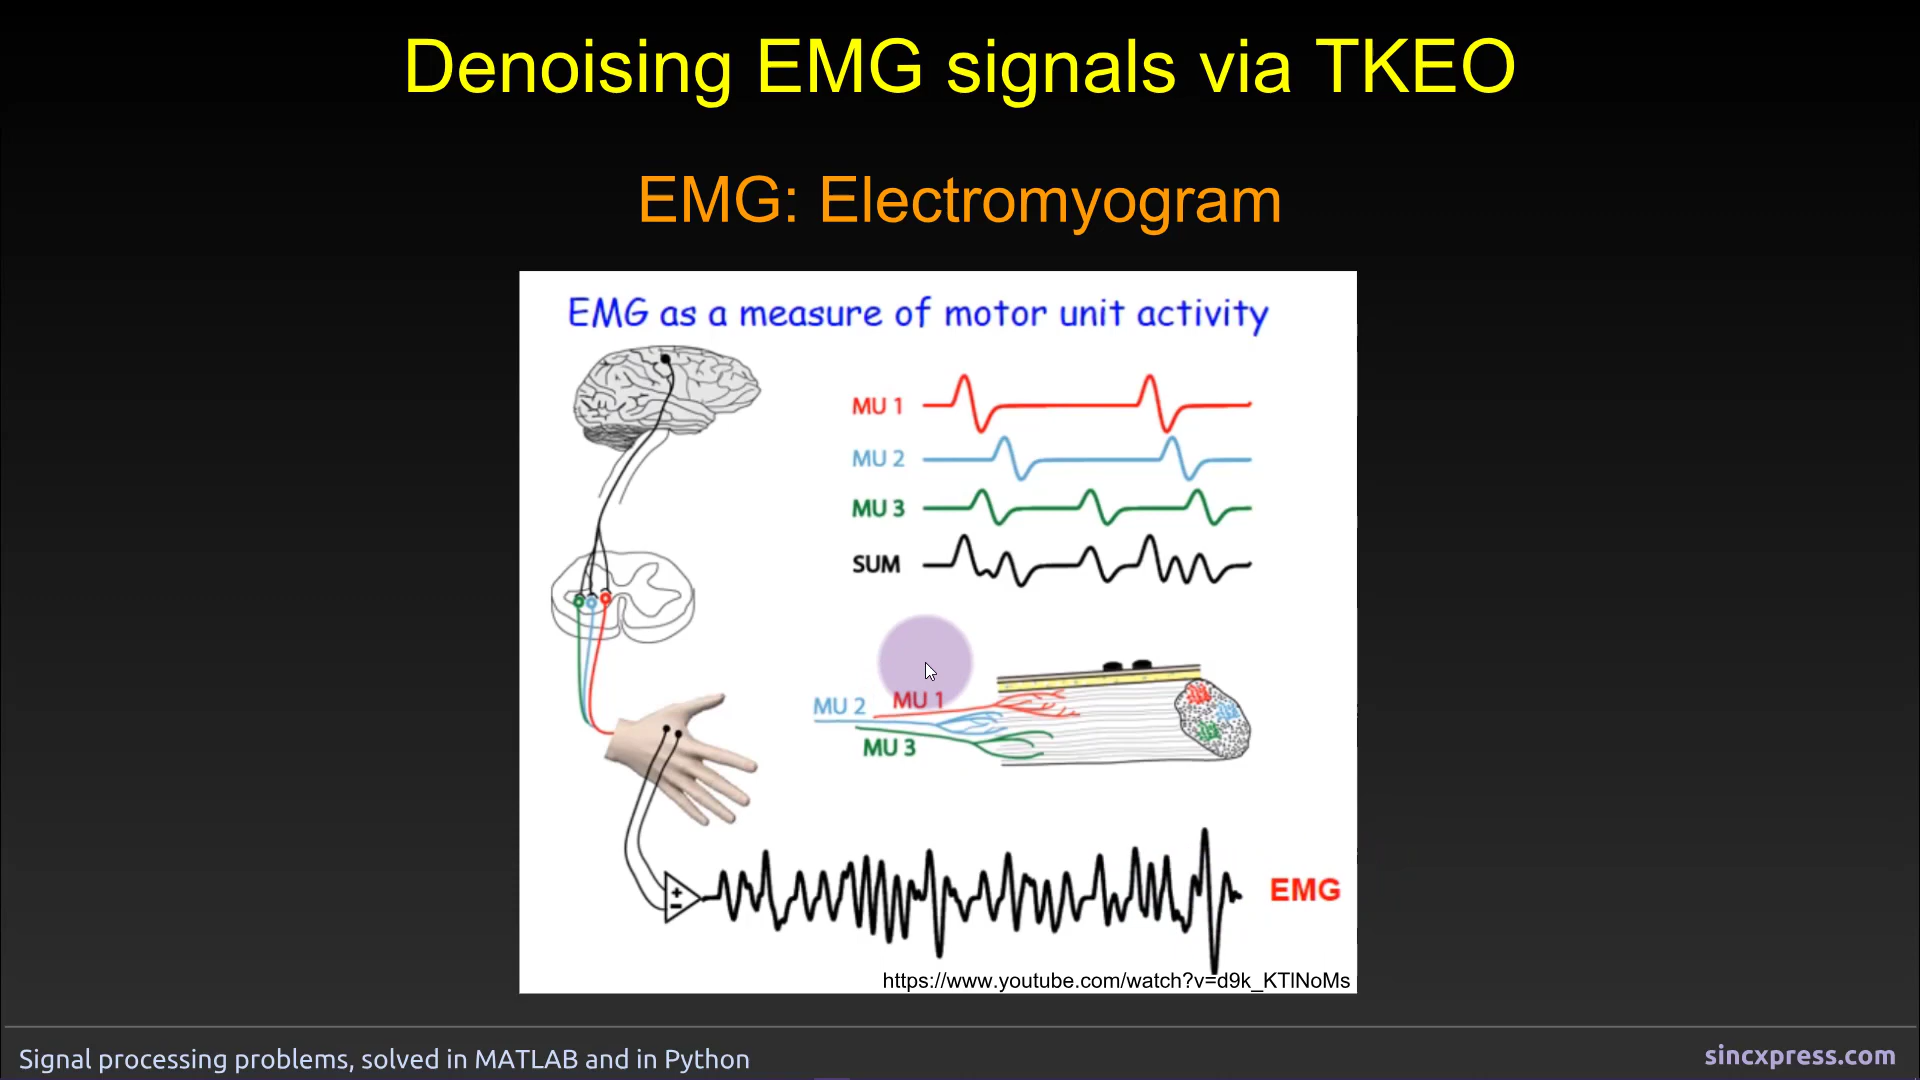 Denoising EMG signals via TKEO
EMG: Electromyogram
EMG as a measure of motor unit activity
MU 1
MU 2
MU 3
SUM
MU 2
MU 1
MU 3
+
-
EMG
https://www.youtube.com/watch?v=d9k_KTlNoMs
Signal processing problems, solved in MATLAB and in Python
sincxpress.com